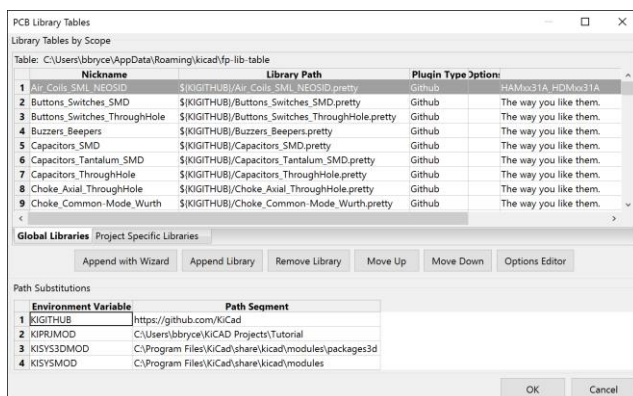 PCB Library Tables
Library Tables by Scope
Table: C:\Users\bbryce\AppData\Roaming\kicad\fp-lib-table
Nickname Library Path Plugin Type Options
1 Air_Coils_SML_NEOSID ${KIGITHUB}/Air_Coils_SML_NEOSID.pretty Github HAMxx31A_HDMxx31A
2 Buttons_Switches_SMD ${KIGITHUB}/Buttons_Switches_SMD.pretty Github The way you like them.
3 Buttons_Switches_ThroughHole ${KIGITHUB}/Buttons_Switches_ThroughHole.pretty Github The way you like them.
4 Buzzers_Beepers ${KIGITHUB}/Buzzers_Beepers.pretty Github The way you like them.
5 Capacitors_SMD ${KIGITHUB}/Capacitors_SMD.pretty Github The way you like them.
6 Capacitors_Tantalum_SMD ${KIGITHUB}/Capacitors_Tantalum_SMD.pretty Github The way you like them.
7 Capacitors_ThroughHole ${KIGITHUB}/Capacitors_ThroughHole.pretty Github The way you like them.
8 Choke_Axial_ThroughHole ${KIGITHUB}/Choke_Axial_ThroughHole.pretty Github The way you like them.
9 Choke_Common-Mode_Wurth ${KIGITHUB}/Choke_Common-Mode_Wurth.pretty Github The way you like them.
Global Libraries Project Specific Libraries
Append with Wizard Append Library Remove Library Move Up Move Down Options Editor
Path Substitutions
Environment Variable Path Segment
1 KIGITHUB https://github.com/KiCad
2 KIPRJMOD C:\Users\bbryce\KiCAD Projects\Tutorial
3 KISYS3DMOD C:\Program Files\KiCad\share\kicad\modules\packages3d
4 KISYSMOD C:\Program Files\KiCad\share\kicad\modules
OK Cancel